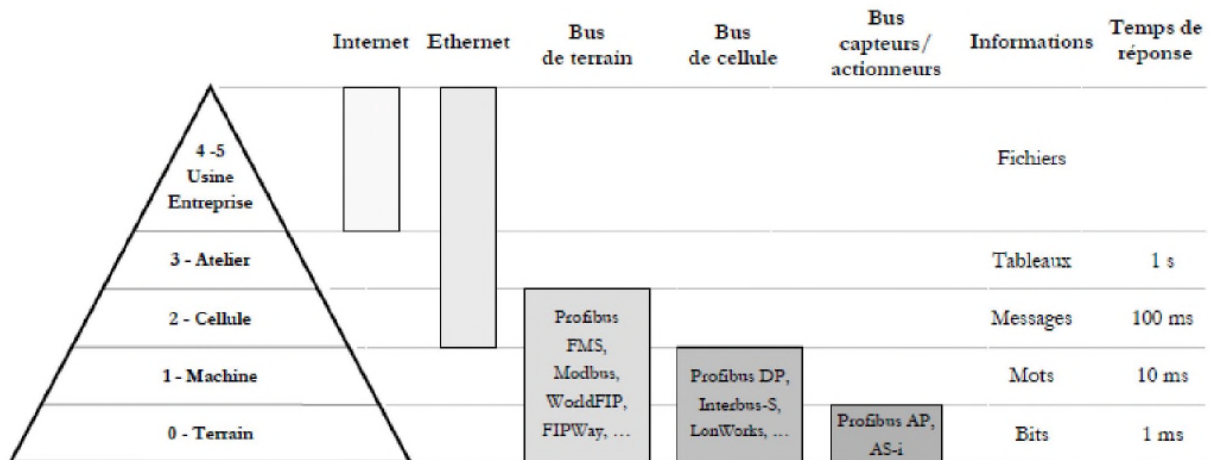 Internet
Ethernet
Bus
de terrain
Bus
de cellule
Bus
capteurs/
actionneurs
Informations
Temps de
réponse
4 -5
Usine
Entreprise
Fichiers
3 - Atelier
Tableaux
1 s
2 - Cellule
Messages
100 ms
1 - Machine
Mots
10 ms
0 - Terrain
Bits
1 ms
Profibus
FMS,
Modbus,
WorldFIP,
FIPWay, ...
Profibus DP,
Interbus-S,
LonWorks, ...
Profibus AP,
AS-i